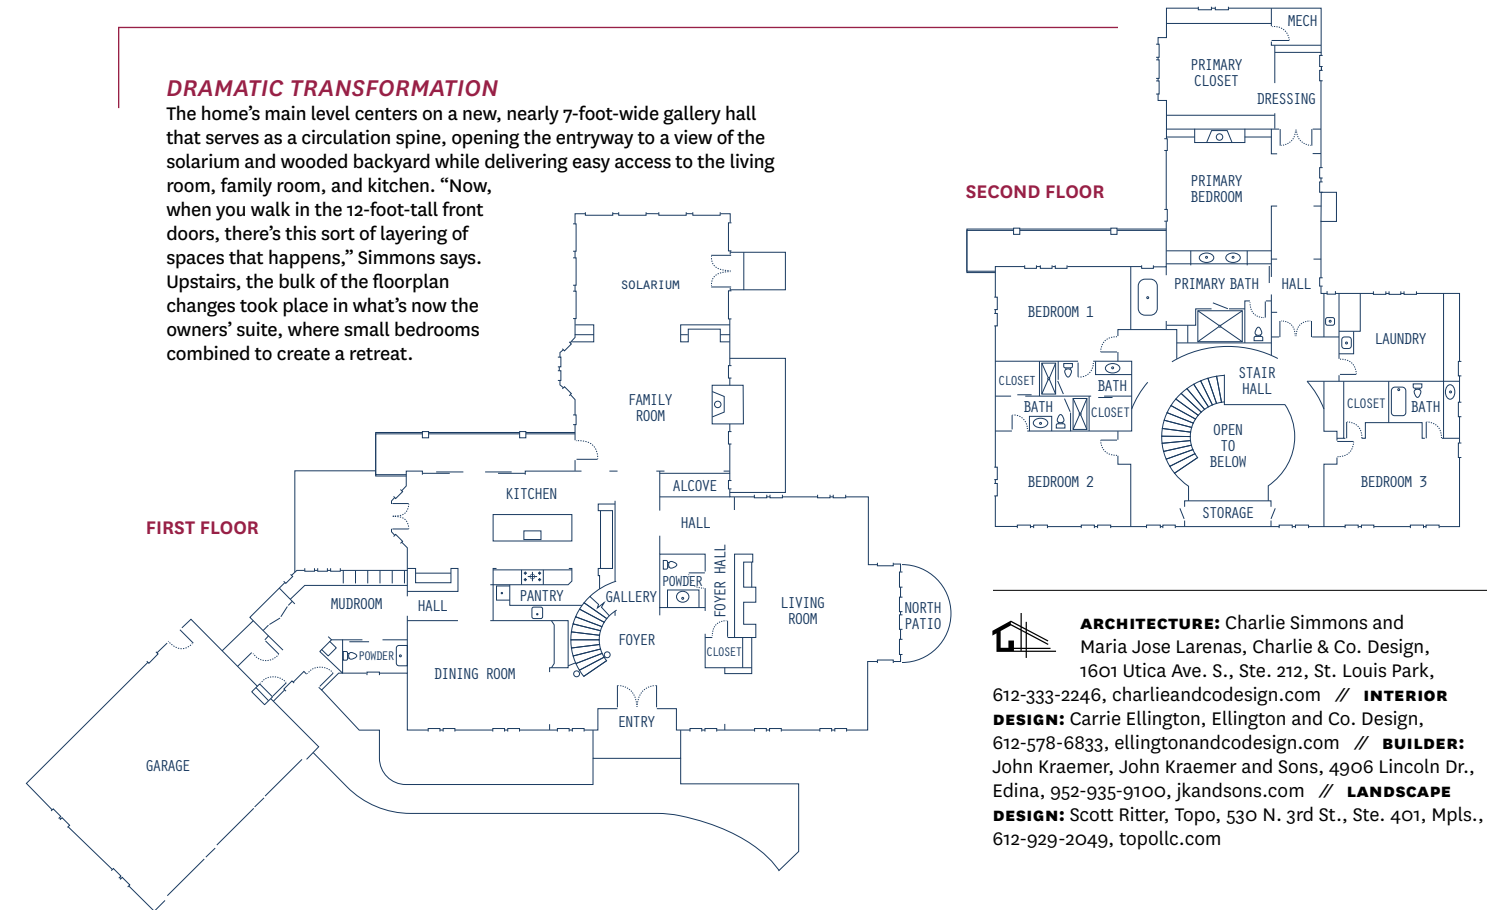 DRAMATIC TRANSFORMATION
The home’s main level centers on a new, nearly 7-foot-wide gallery hall
that serves as a circulation spine, opening the entryway to a view of the
solarium and wooded backyard while delivering easy access to the living
room, family room, and kitchen. “Now,
when you walk in the 12-foot-tall front
doors, there’s this sort of layering of
spaces that happens,” Simmons says.
Upstairs, the bulk of the floorplan
changes took place in what’s now the
owners’ suite, where small bedrooms
combined to create a retreat.
FIRST FLOOR
SOLARIUM
FAMILY
ROOM
KITCHEN
ALCOVE
HALL
POWDER
FOYER HALL
MUDROOM
HALL
PANTRY
GALLERY
LIVING
ROOM
NORTH
PATIO
FOYER
POWDER
CLOSET
DINING ROOM
ENTRY
GARAGE
SECOND FLOOR
MECH
PRIMARY
CLOSET
DRESSING
PRIMARY
BEDROOM
PRIMARY BATH
HALL
BEDROOM 1
LAUNDRY
STAIR
HALL
CLOSET
BATH
BATH
CLOSET
CLOSET
BATH
OPEN
TO
BELOW
BEDROOM 2
BEDROOM 3
STORAGE
ARCHITECTURE: Charlie Simmons and
Maria Jose Larenas, Charlie & Co. Design,
1601 Utica Ave. S., Ste. 212, St. Louis Park,
612-333-2246, charlieandcodesign.com // INTERIOR
DESIGN: Carrie Ellington, Ellington and Co. Design,
612-578-6833, ellingtonandcodesign.com // BUILDER:
John Kraemer, John Kraemer and Sons, 4906 Lincoln Dr.,
Edina, 952-935-9100, jkandsons.com // LANDSCAPE
DESIGN: Scott Ritter, Topo, 530 N. 3rd St., Ste. 401, Mpls.,
612-929-2049, topollc.com